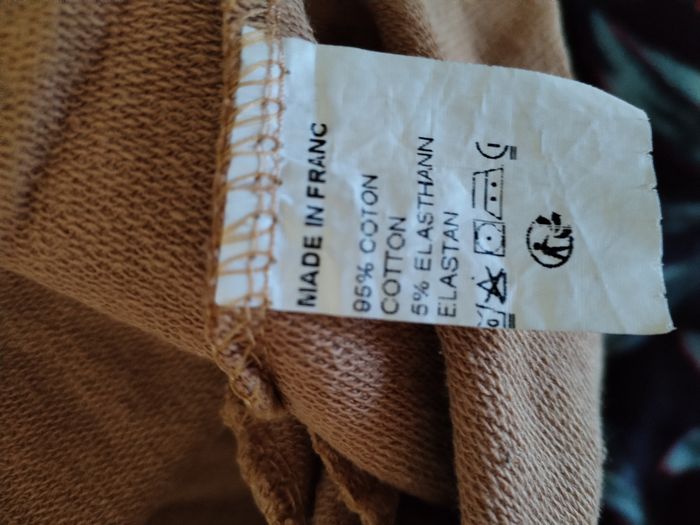 MADE IN FRANC
95% COTON
COTTON
5% ELASTHANN
ELASTAN